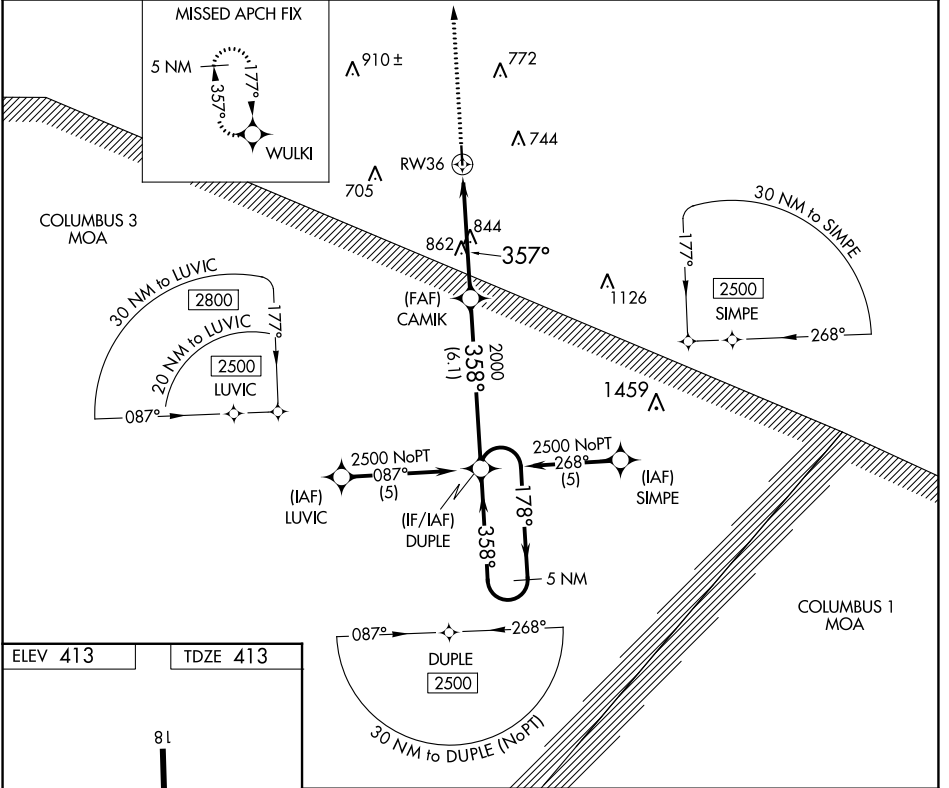 MISSED APCH FIX
5 NM
177°
357°
WULKI
910 ±
772
744
RW36
705
COLUMBUS 3
MOA
844
862
357°
1126
(FAF)
CAMIK
30 NM to SIMPE
177°
2500
SIMPE
268°
30 NM to LUVIC
2800
177°
20 NM to LUVIC
2500
LUVIC
087°
2000
358°
(6.1)
1459
2500 NoPT
087°
(5)
(IAF)
LUVIC
2500 NoPT
268°
(5)
(IAF)
SIMPE
(IF/IAF)
DUPLE
178°
358°
5 NM
COLUMBUS 1
MOA
087°
268°
DUPLE
2500
30 NM to DUPLE (NoPT)
ELEV 413
TDZE 413
18